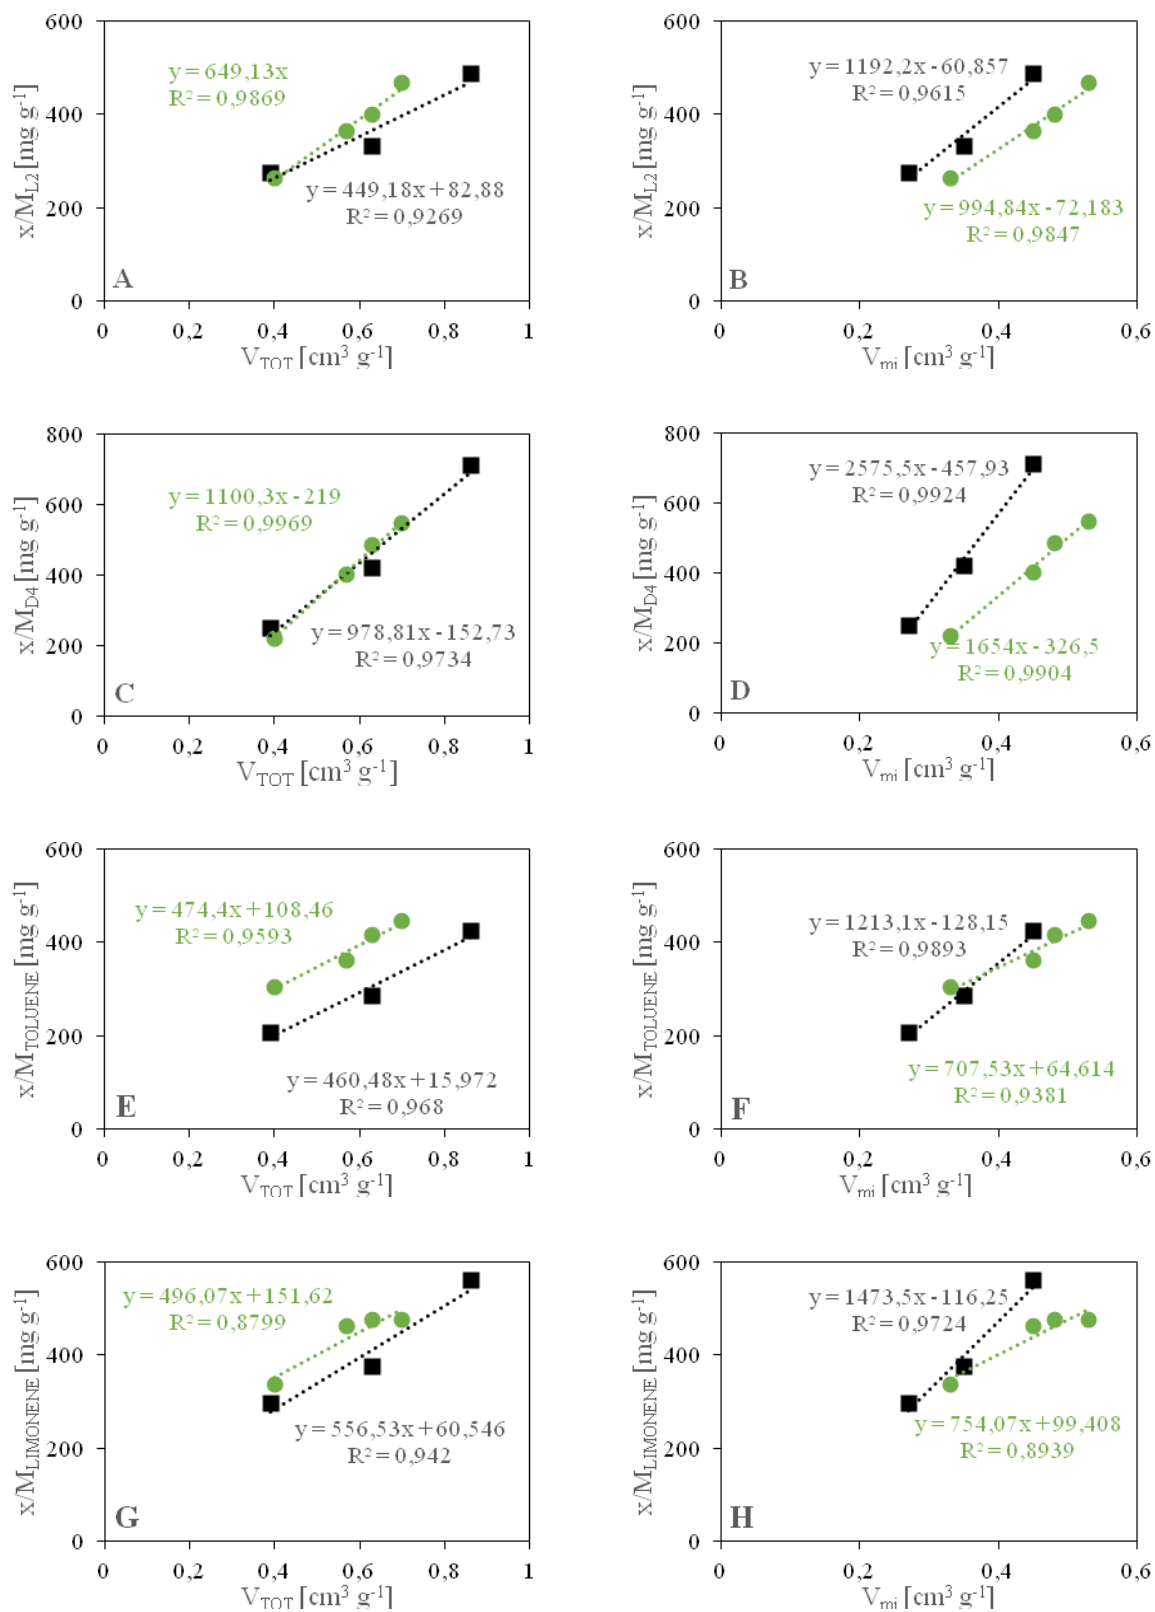 600
400
200
0
x/M_L2 [mg g⁻¹]
y = 649,13x
R² = 0,9869
y = 449,18x + 82,88
R² = 0,9269
A
0 0,2 0,4 0,6 0,8 1
V_TOT [cm³ g⁻¹]
600
400
200
0
x/M_L2 [mg g⁻¹]
y = 1192,2x - 60,857
R² = 0,9615
y = 994,84x - 72,183
R² = 0,9847
B
0 0,2 0,4 0,6
V_mi [cm³ g⁻¹]
800
600
400
200
0
x/M_D4 [mg g⁻¹]
y = 1100,3x - 219
R² = 0,9969
y = 978,81x - 152,73
R² = 0,9734
C
0 0,2 0,4 0,6 0,8 1
V_TOT [cm³ g⁻¹]
800
600
400
200
0
x/M_D4 [mg g⁻¹]
y = 2575,5x - 457,93
R² = 0,9924
y = 1654x - 326,5
R² = 0,9904
D
0 0,2 0,4 0,6
V_mi [cm³ g⁻¹]
600
400
200
0
x/M_TOLUENE [mg g⁻¹]
y = 474,4x + 108,46
R² = 0,9593
y = 460,48x + 15,972
R² = 0,968
E
0 0,2 0,4 0,6 0,8 1
V_TOT [cm³ g⁻¹]
600
400
200
0
x/M_TOLUENE [mg g⁻¹]
y = 1213,1x - 128,15
R² = 0,9893
y = 707,53x + 64,614
R² = 0,9381
F
0 0,2 0,4 0,6
V_mi [cm³ g⁻¹]
600
400
200
0
x/M_LIMONENE [mg g⁻¹]
y = 496,07x + 151,62
R² = 0,8799
y = 556,53x + 60,546
R² = 0,942
G
0 0,2 0,4 0,6 0,8 1
V_TOT [cm³ g⁻¹]
600
400
200
0
x/M_LIMONENE [mg g⁻¹]
y = 1473,5x - 116,25
R² = 0,9724
y = 754,07x + 99,408
R² = 0,8939
H
0 0,2 0,4 0,6
V_mi [cm³ g⁻¹]